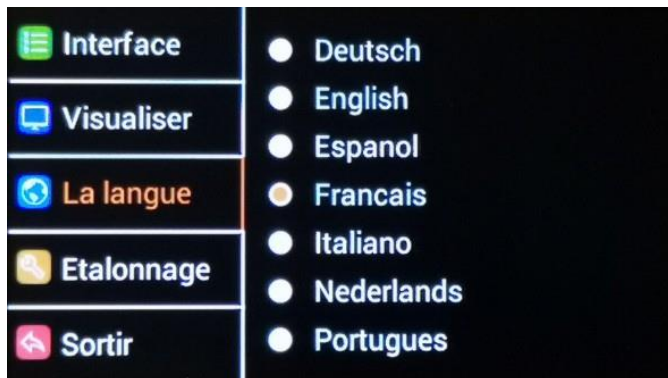 Interface
Visualiser
La langue
Etalonnage
Sortir
Deutsch
English
Espanol
Francais
Italiano
Nederlands
Portugues